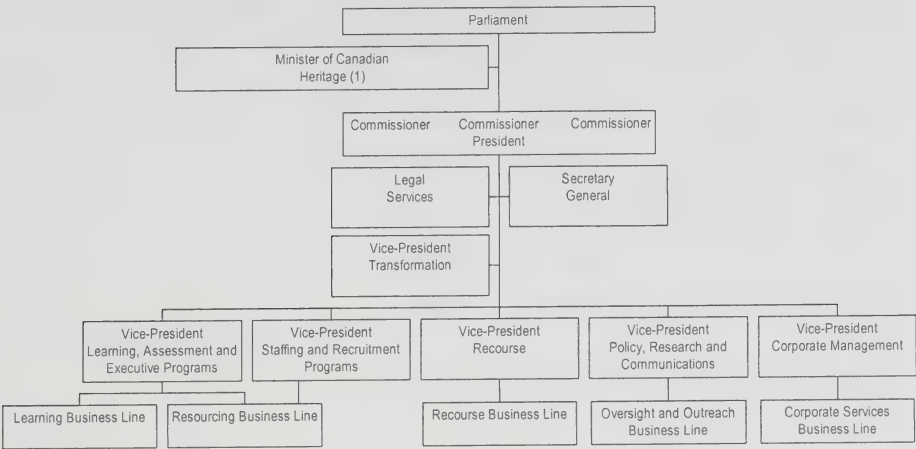 Parliament
Minister of Canadian
Heritage (1)
Commissioner Commissioner Commissioner
President
Legal
Services
Secretary
General
Vice-President
Transformation
Vice-President
Learning, Assessment and
Executive Programs
Vice-President
Staffing and Recruitment
Programs
Vice-President
Recourse
Vice-President
Policy, Research and
Communications
Vice-President
Corporate Management
Learning Business Line
Resourcing Business Line
Recourse Business Line
Oversight and Outreach
Business Line
Corporate Services
Business Line